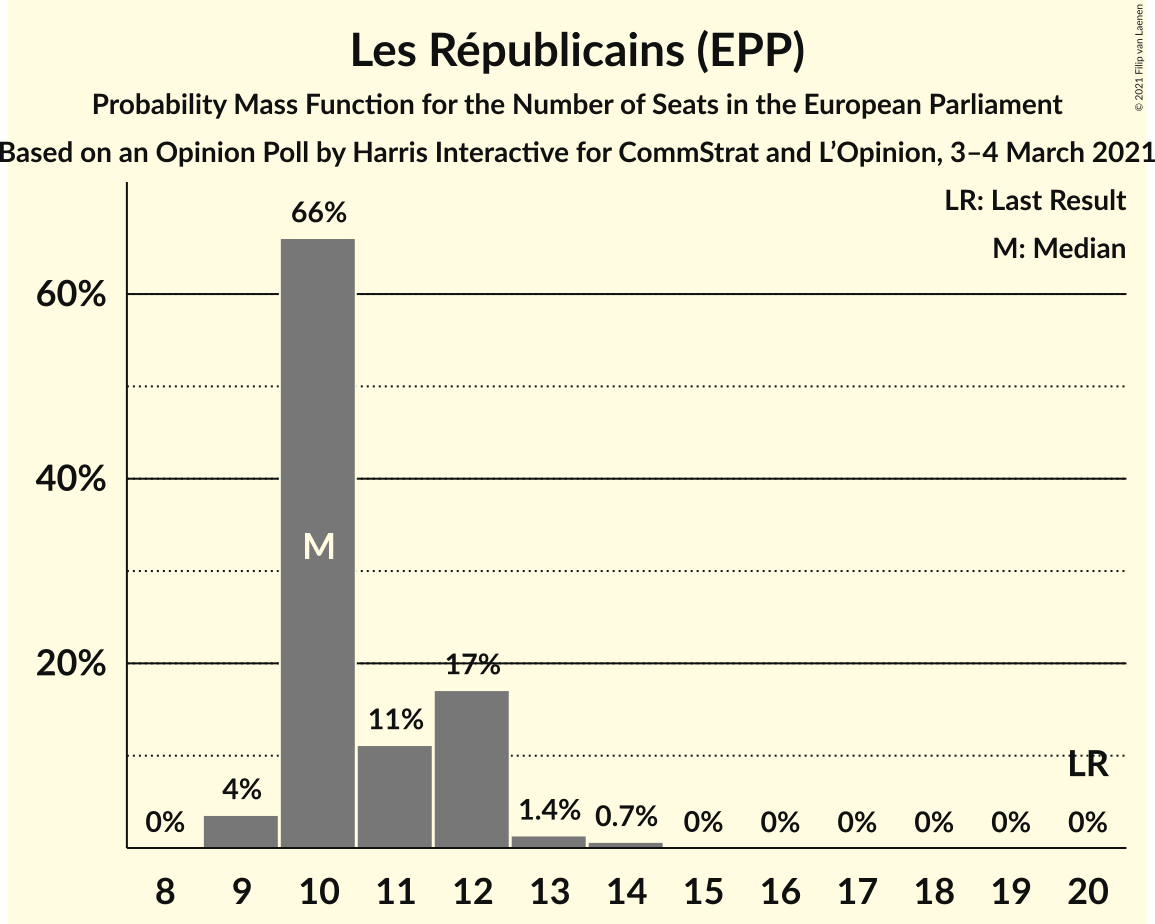 Les Républicains (EPP)
Probability Mass Function for the Number of Seats in the European Parliament
Based on an Opinion Poll by Harris Interactive for CommStrat and L’Opinion, 3–4 March 2021
© 2021 Filip van Laenen
LR: Last Result
M: Median
66%
60%
40%
M
20%
17%
11%
LR
4%
1.4%
0.7%
0%
0%
0%
0%
0%
0%
0%
8 9 10 11 12 13 14 15 16 17 18 19 20